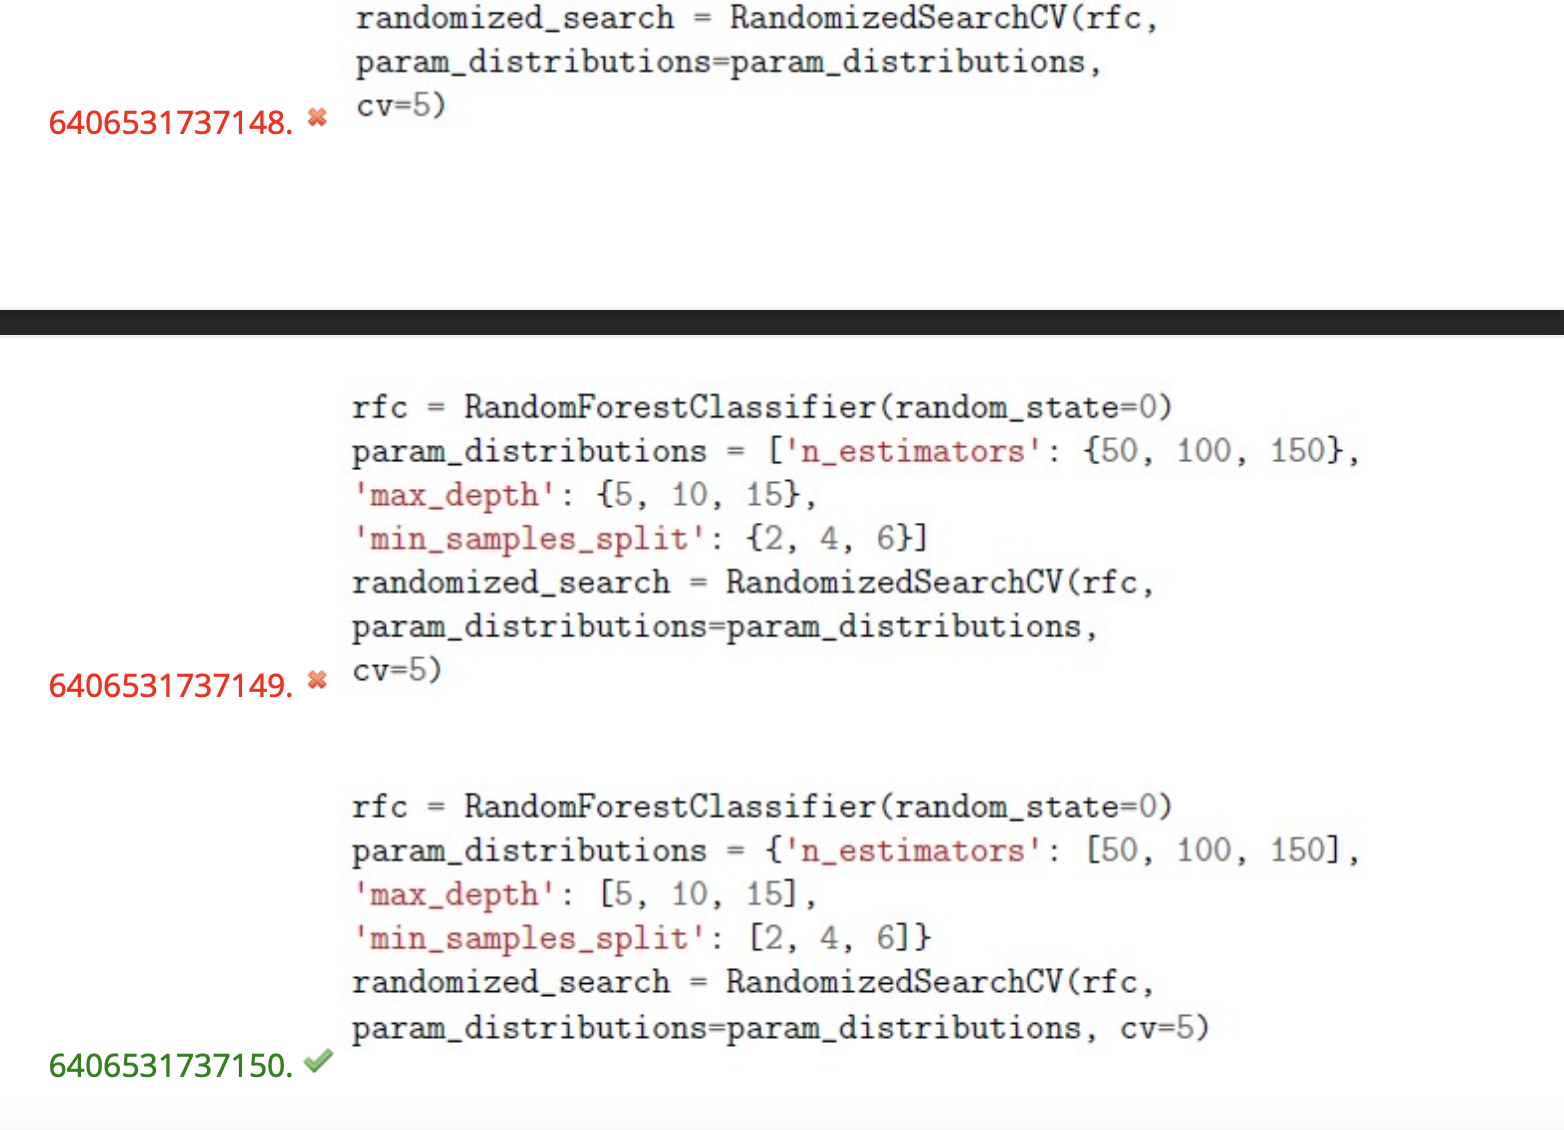 randomized_search = RandomizedSearchCV(rfc,
param_distributions=param_distributions,
cv=5)
6406531737148.
rfc = RandomForestClassifier(random_state=0)
param_distributions = ['n_estimators': {50, 100, 150},
'max_depth': {5, 10, 15},
'min_samples_split': {2, 4, 6}]
randomized_search = RandomizedSearchCV(rfc,
param_distributions=param_distributions,
cv=5)
6406531737149.
rfc = RandomForestClassifier(random_state=0)
param_distributions = {'n_estimators': [50, 100, 150],
'max_depth': [5, 10, 15],
'min_samples_split': [2, 4, 6]}
randomized_search = RandomizedSearchCV(rfc,
param_distributions=param_distributions, cv=5)
6406531737150.